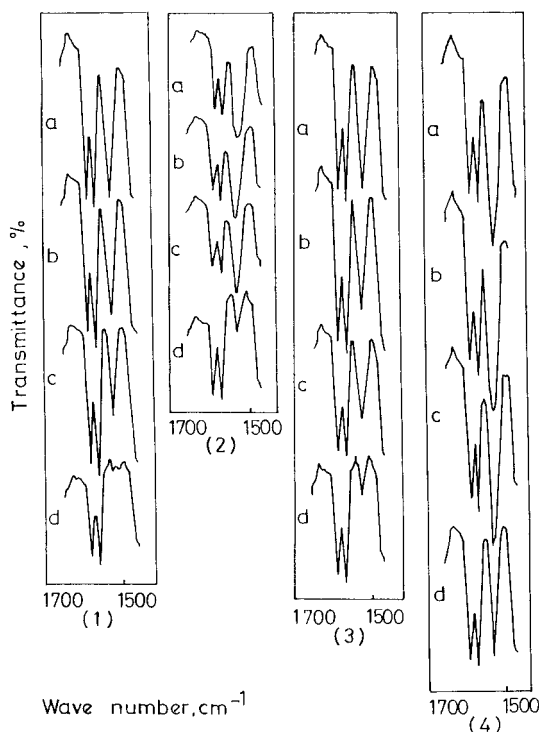 Transmittance, %
a
b
c
d
1700 1500
(1)
a
b
c
d
1700 1500
(2)
a
b
c
d
1700 1500
(3)
a
b
c
d
1700 1500
(4)
Wave number, cm⁻¹